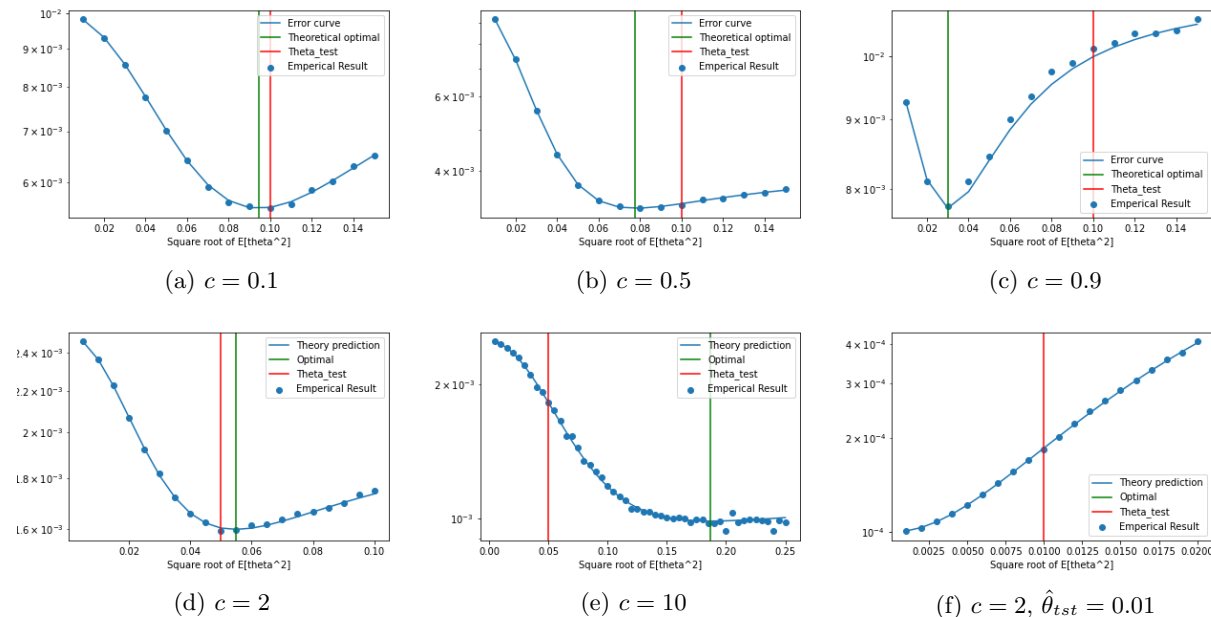 10⁻²
9 × 10⁻³
8 × 10⁻³
7 × 10⁻³
6 × 10⁻³
0.02 0.04 0.06 0.08 0.10 0.12 0.14
Square root of E[theta^2]
Error curve
Theoretical optimal
Theta_test
Emperical Result
(a) c = 0.1
6 × 10⁻³
4 × 10⁻³
0.02 0.04 0.06 0.08 0.10 0.12 0.14
Square root of E[theta^2]
Error curve
Theoretical optimal
Theta_test
Emperical Result
(b) c = 0.5
10⁻²
9 × 10⁻³
8 × 10⁻³
0.02 0.04 0.06 0.08 0.10 0.12 0.14
Square root of E[theta^2]
Error curve
Theoretical optimal
Theta_test
Emperical Result
(c) c = 0.9
2.4 × 10⁻³
2.2 × 10⁻³
2 × 10⁻³
1.8 × 10⁻³
1.6 × 10⁻³
0.02 0.04 0.06 0.08 0.10
Square root of E[theta^2]
Theory prediction
Optimal
Theta_test
Emperical Result
(d) c = 2
2 × 10⁻³
10⁻³
0.00 0.05 0.10 0.15 0.20 0.25
Square root of E[theta^2]
Theory prediction
Optimal
Theta_test
Emperical Result
(e) c = 10
4 × 10⁻⁴
3 × 10⁻⁴
2 × 10⁻⁴
10⁻⁴
0.0025 0.0050 0.0075 0.0100 0.0125 0.0150 0.0175 0.0200
Square root of E[theta^2]
Theory prediction
Optimal
Theta_test
Emperical Result
(f) c = 2, θ̂tst = 0.01